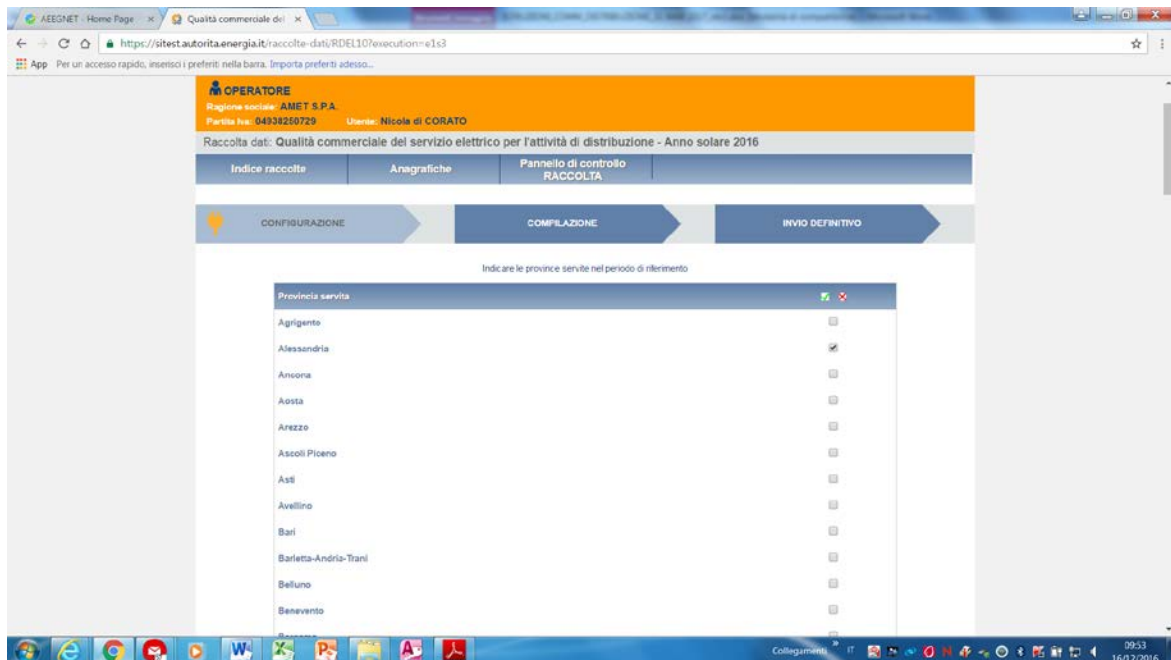 AEEGNET - Home Page
Qualità commerciale del
https://sitest.autorita.energia.it/raccolte-dati/RDEL10?execution=e1s3
App Per un accesso rapido, inserisci i preferiti nella barra. Importa preferiti adesso...
OPERATORE
Ragione sociale: AMET S.P.A.
Partita Iva: 04938250729 Utente: Nicola di CORATO
Raccolta dati: Qualità commerciale del servizio elettrico per l'attività di distribuzione - Anno solare 2016
Indice raccolte Anagrafiche Pannello di controllo RACCOLTA
CONFIGURAZIONE COMPILAZIONE INVIO DEFINITIVO
Indicare le province servite nel periodo di riferimento
Provincia servita
Agrigento
Alessandria
Ancona
Aosta
Arezzo
Ascoli Piceno
Asti
Avellino
Bari
Barletta-Andria-Trani
Belluno
Benevento
Collegamenti IT 09:53
16/12/2016